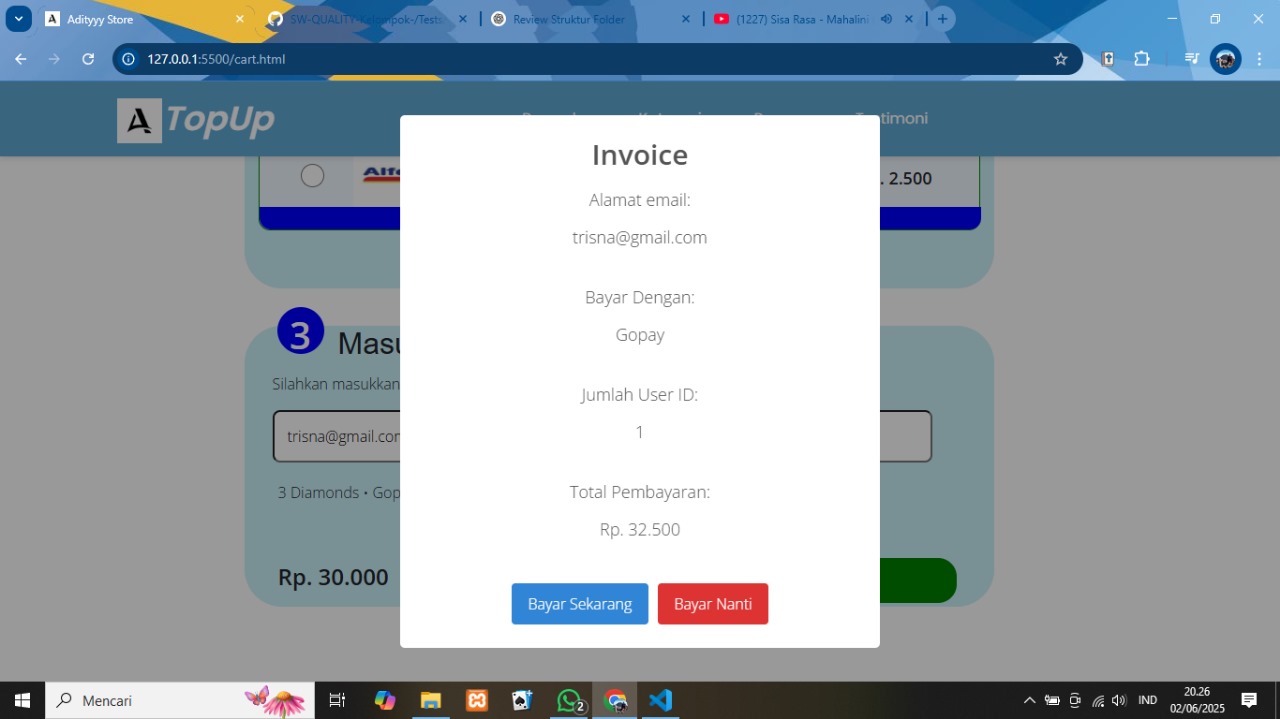 Adityyy Store
SW-QUALITY-Kelompok-/Tests
Review Struktur Folder
(1227) Sisa Rasa - Mahalini
127.0.0.1:5500/cart.html
A TopUp
timoni
. 2.500
Invoice
Alamat email:
trisna@gmail.com
Bayar Dengan:
Gopay
Jumlah User ID:
1
Total Pembayaran:
Rp. 32.500
Bayar Sekarang
Bayar Nanti
3
Masu
Silahkan masukkan
trisna@gmail.com
3 Diamonds • Gop
Rp. 30.000
Mencari
2
IND
20.26
02/06/2025